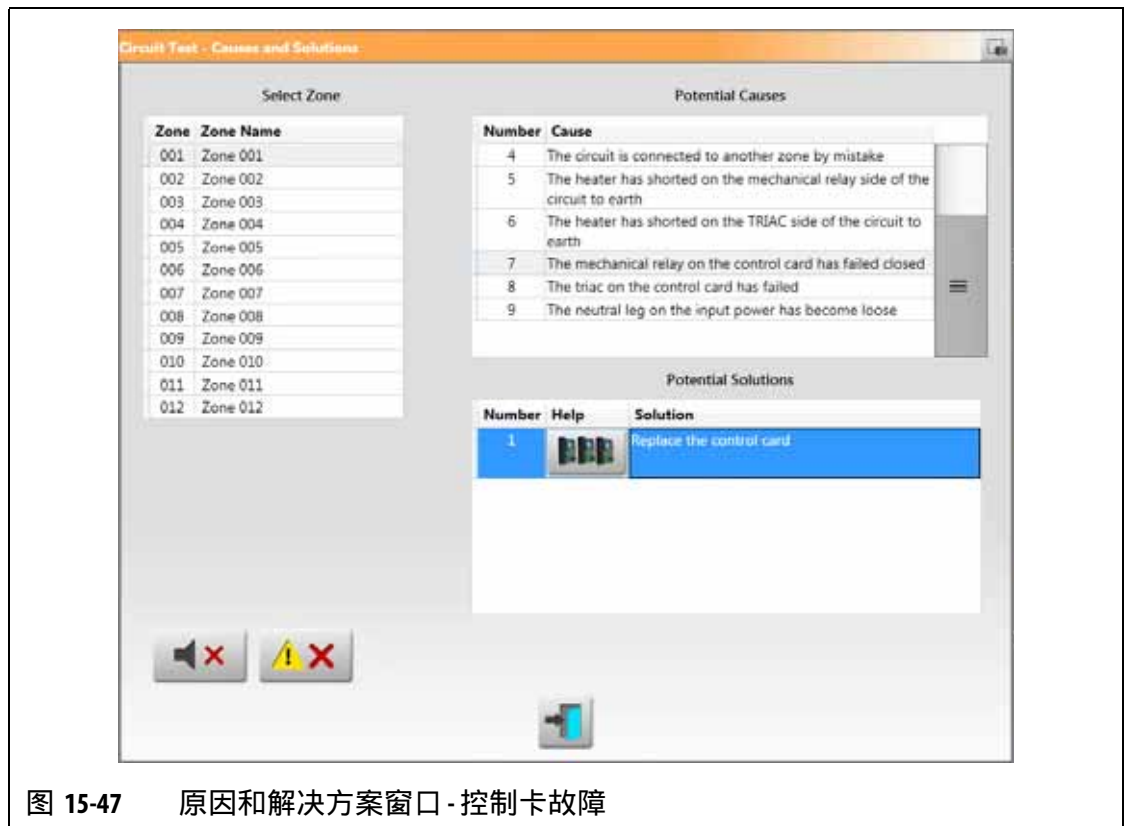 Circuit Test - Causes and Solutions
Select Zone
Zone Zone Name
001 Zone 001
002 Zone 002
003 Zone 003
004 Zone 004
005 Zone 005
006 Zone 006
007 Zone 007
008 Zone 008
009 Zone 009
010 Zone 010
011 Zone 011
012 Zone 012
Potential Causes
Number Cause
4 The circuit is connected to another zone by mistake
5 The heater has shorted on the mechanical relay side of the
circuit to earth
6 The heater has shorted on the TRIAC side of the circuit to
earth
7 The mechanical relay on the control card has failed closed
8 The triac on the control card has failed
9 The neutral leg on the input power has become loose
Potential Solutions
Number Help Solution
1 Replace the control card
图 15-47 原因和解决方案窗口 - 控制卡故障